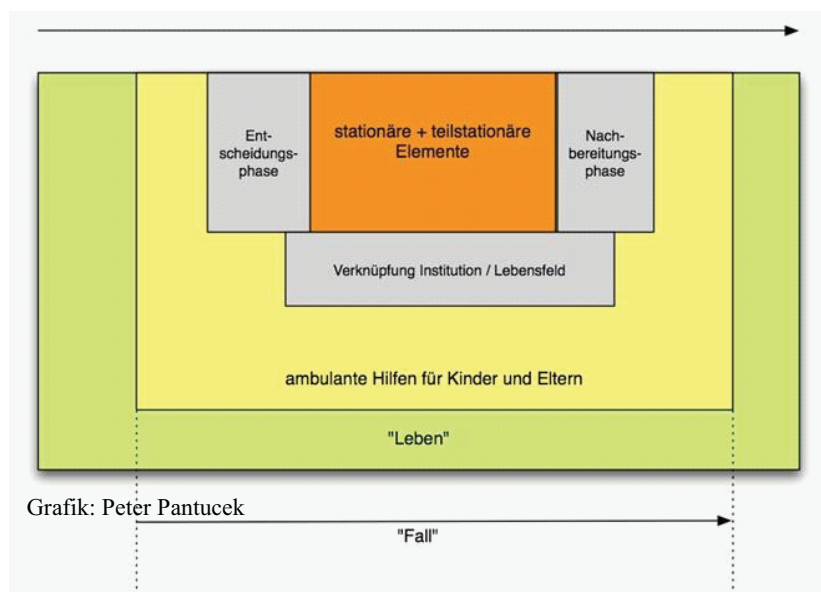 Ent-
scheidungs-
phase
stationäre + teilstationäre
Elemente
Nach-
bereitungs-
phase
Verknüpfung Institution / Lebensfeld
ambulante Hilfen für Kinder und Eltern
"Leben"
Grafik: Peter Pantucek
"Fall"